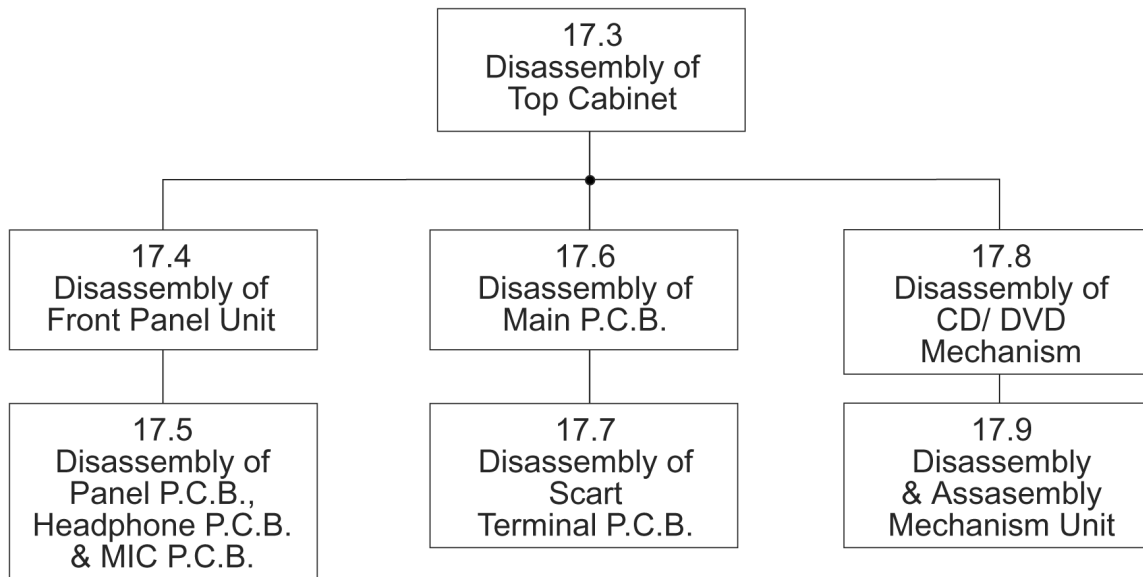 17.3
Disassembly of
Top Cabinet
17.4
Disassembly of
Front Panel Unit
17.6
Disassembly of
Main P.C.B.
17.8
Disassembly of
CD/ DVD
Mechanism
17.5
Disassembly of
Panel P.C.B.,
Headphone P.C.B.
& MIC P.C.B.
17.7
Disassembly of
Scart
Terminal P.C.B.
17.9
Disassembly
& Assasembly
Mechanism Unit